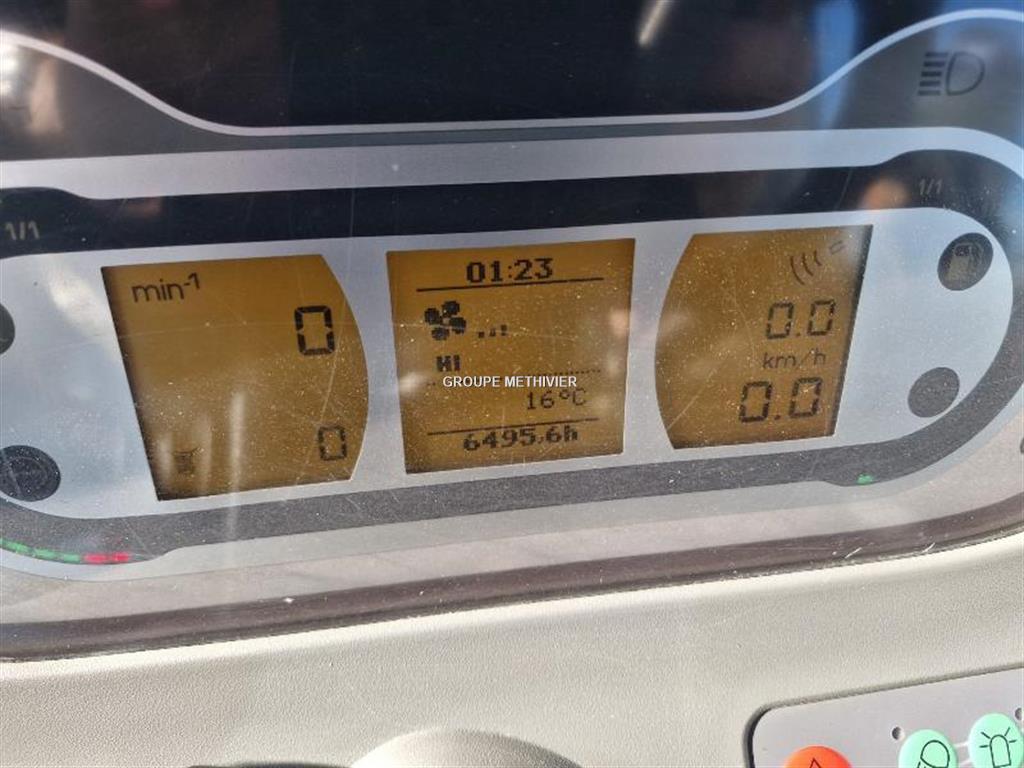 1/1
1/1
min-1
0
0
01:23
HI
GROUPE METHIVIER
16°C
6495,6h
0.0
km/h
0.0